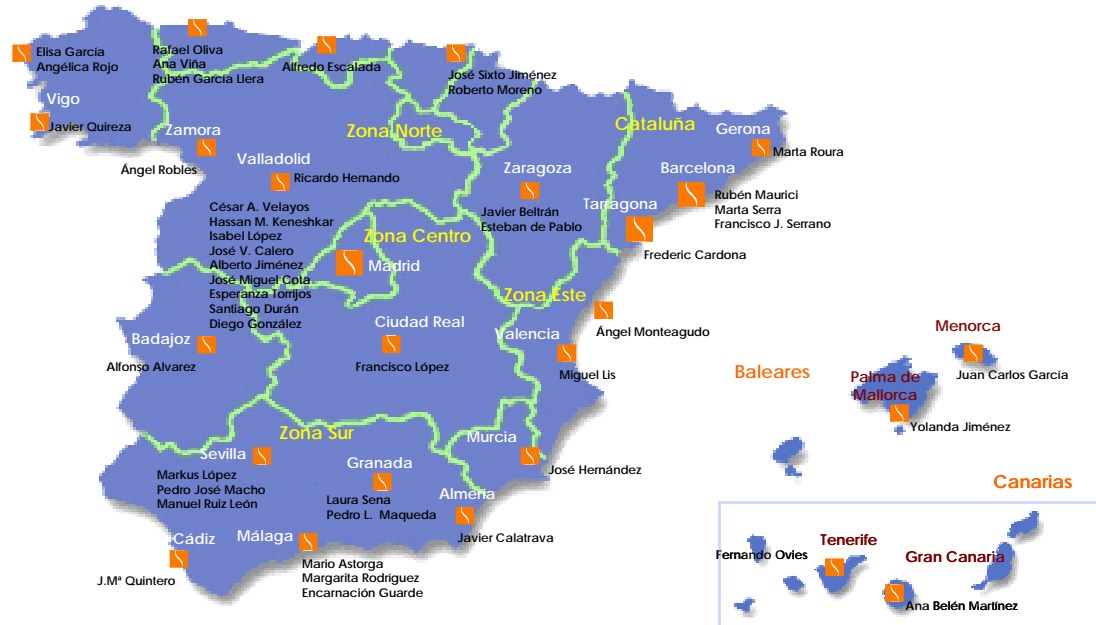 Elisa García
Angélica Rojo
Rafael Oliva
Ana Viña
Rubén García Llera
Alfredo Escalada
José Sixto Jiménez
Roberto Moreno
Vigo
Javier Quireza
Zamora
Ángel Robles
Zona Norte
Cataluña
Gerona
Marta Roura
Valladolid
Ricardo Hernando
Zaragoza
Javier Beltrán
Esteban de Pablo
Barcelona
Rubén Maurici
Marta Serra
Francisco J. Serrano
Tarragona
Frederic Cardona
César A. Velayos
Hassan M. Keneshkar
Isabel López
José V. Calero
Alberto Jiménez
José Miguel Cota
Esperanza Torrijos
Santiago Durán
Diego González
Zona Centro
Madrid
Zona Este
Ángel Monteagudo
Valencia
Miguel Lis
Ciudad Real
Francisco López
Badajoz
Alfonso Alvarez
Menorca
Juan Carlos García
Baleares
Palma de
Mallorca
Yolanda Jiménez
Zona Sur
Sevilla
Markus López
Pedro José Macho
Manuel Ruiz León
Granada
Laura Sena
Pedro L. Maqueda
Murcia
José Hernández
Almería
Javier Calatrava
Cádiz
J.Mª Quintero
Málaga
Mario Astorga
Margarita Rodríguez
Encarnación Guarde
Canarias
Fernando Ovies
Tenerife
Gran Canaria
Ana Belén Martínez